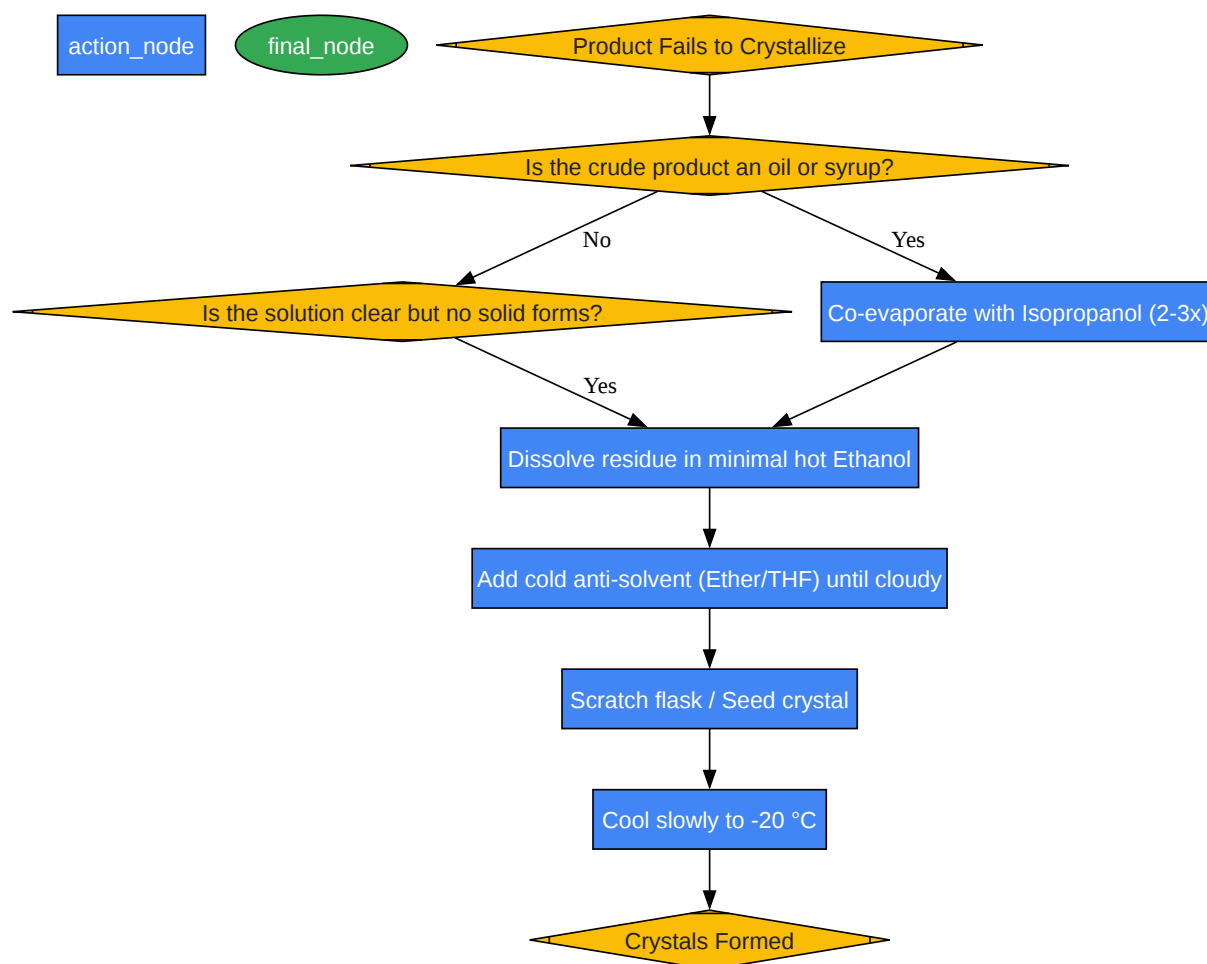 action_node
final_node
Product Fails to Crystallize
Is the crude product an oil or syrup?
No
Yes
Is the solution clear but no solid forms?
Co-evaporate with Isopropanol (2-3x)
Yes
Dissolve residue in minimal hot Ethanol
Add cold anti-solvent (Ether/THF) until cloudy
Scratch flask / Seed crystal
Cool slowly to -20 °C
Crystals Formed